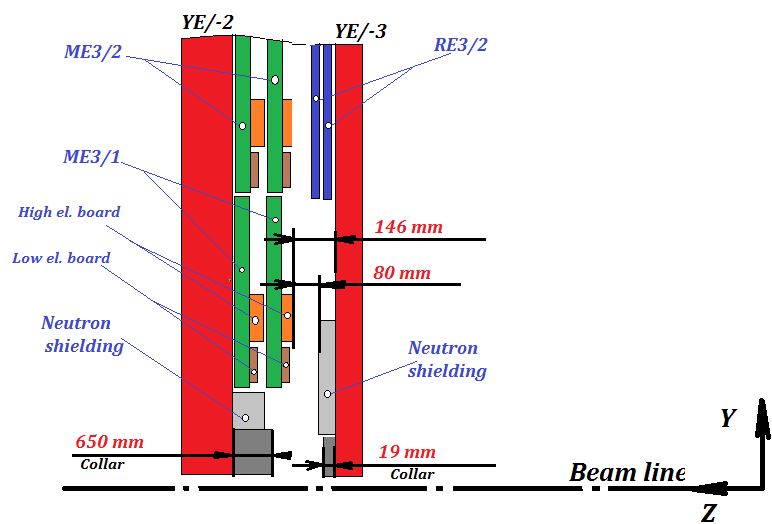 YE/-2
YE/-3
ME3/2
RE3/2
ME3/1
High el. board
146 mm
Low el. board
80 mm
Neutron
shielding
Neutron
shielding
650 mm
Collar
19 mm
Collar
Beam line
Y
Z